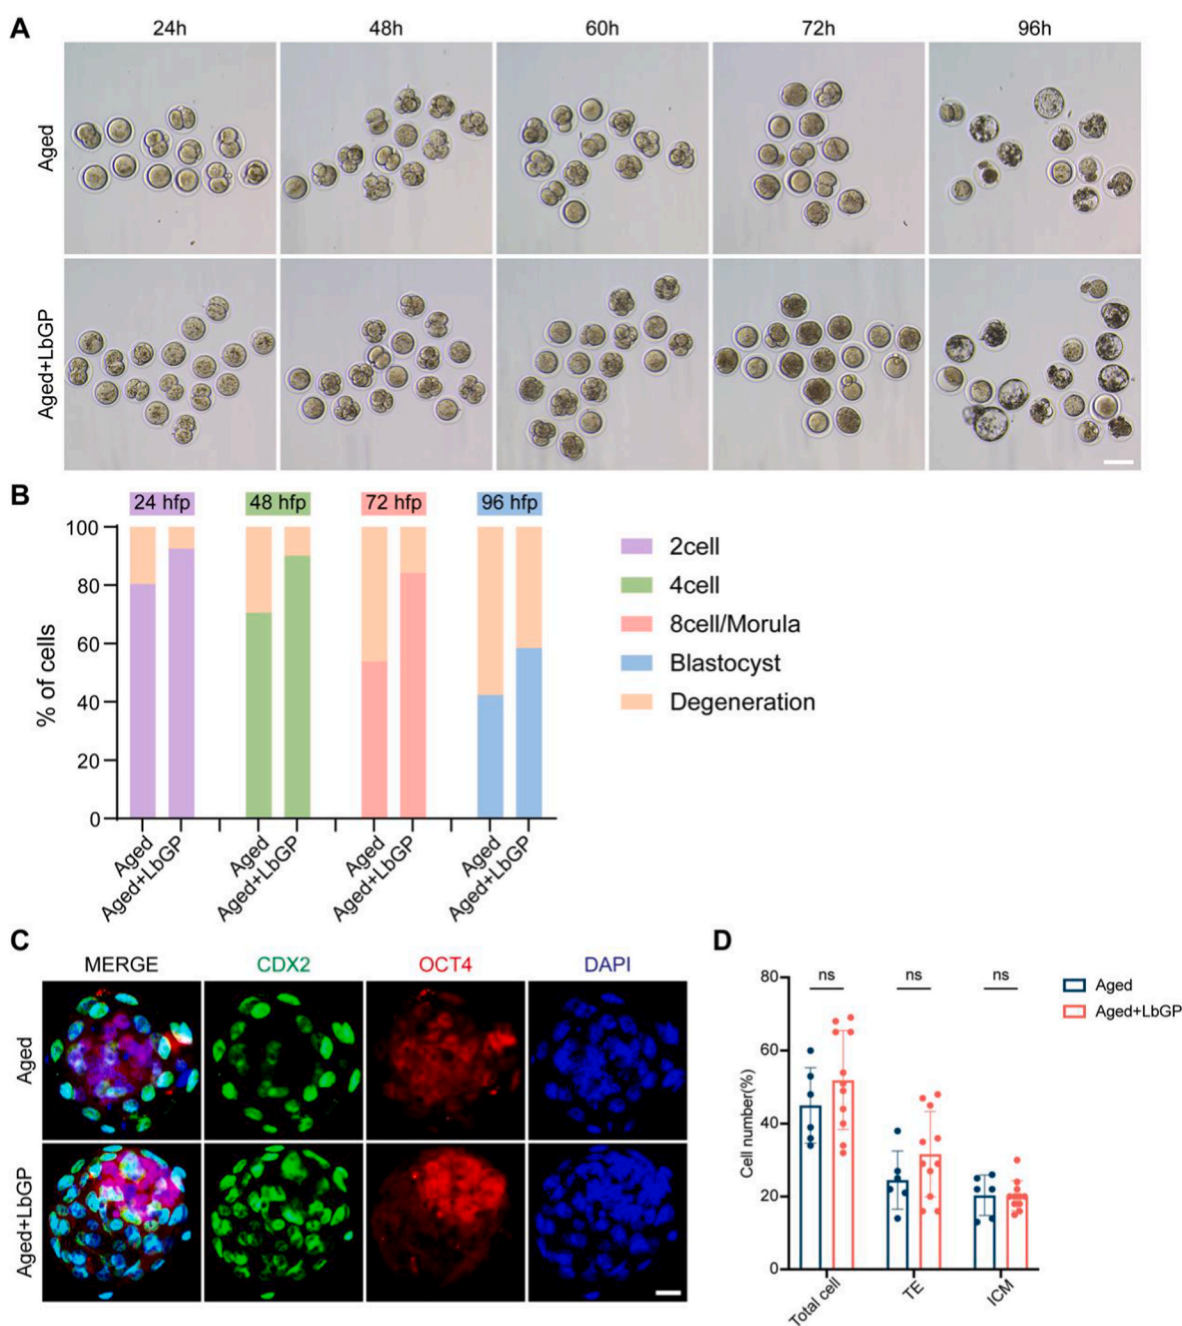 A
24h 48h 60h 72h 96h
Aged
Aged+LbGP
B
24 hfp 48 hfp 72 hfp 96 hfp
100
80
60
40
20
0
% of cells
Aged Aged+LbGP Aged Aged+LbGP Aged Aged+LbGP Aged Aged+LbGP
2cell
4cell
8cell/Morula
Blastocyst
Degeneration
C
MERGE CDX2 OCT4 DAPI
Aged
Aged+LbGP
D
80
60
40
20
0
Cell number(%)
ns ns ns
Total cell TE ICM
Aged
Aged+LbGP